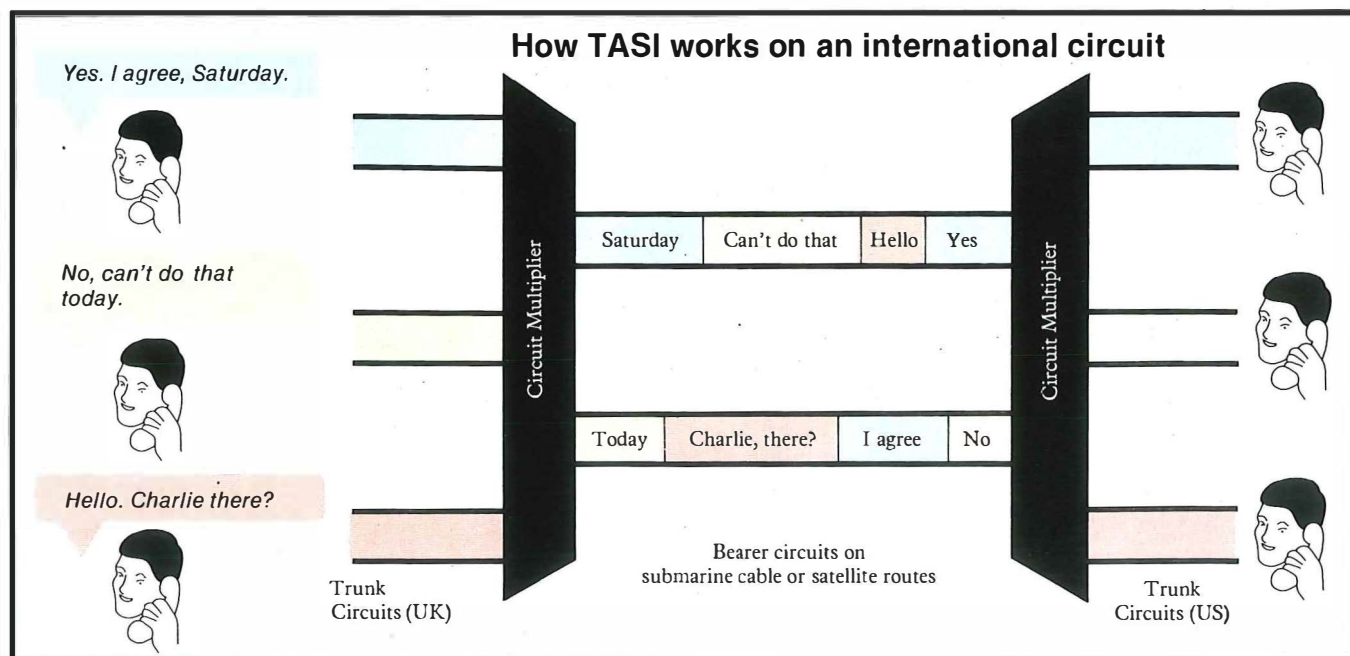 How TASI works on an international circuit
Yes. I agree, Saturday.
No, can't do that
today.
Hello. Charlie there?
Trunk
Circuits (UK)
Circuit Multiplier
Saturday Can't do that Hello Yes
Today Charlie, there? I agree No
Bearer circuits on
submarine cable or satellite routes
Circuit Multiplier
Trunk
Circuits (US)